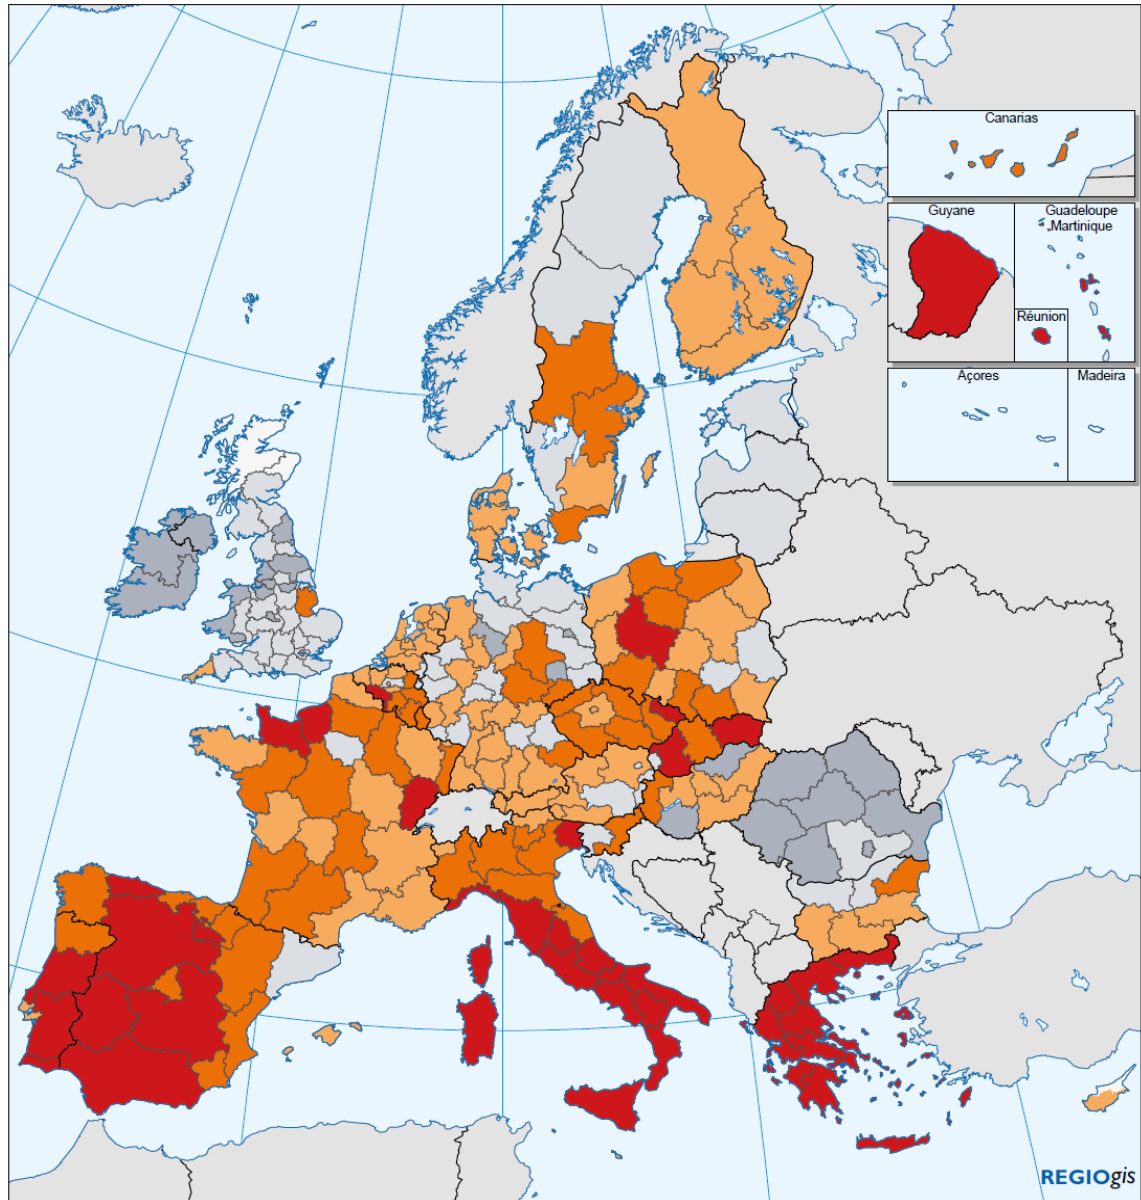 Canarias
Guyane
Guadeloupe
Martinique
Réunion
Açores
Madeira
REGIOgis